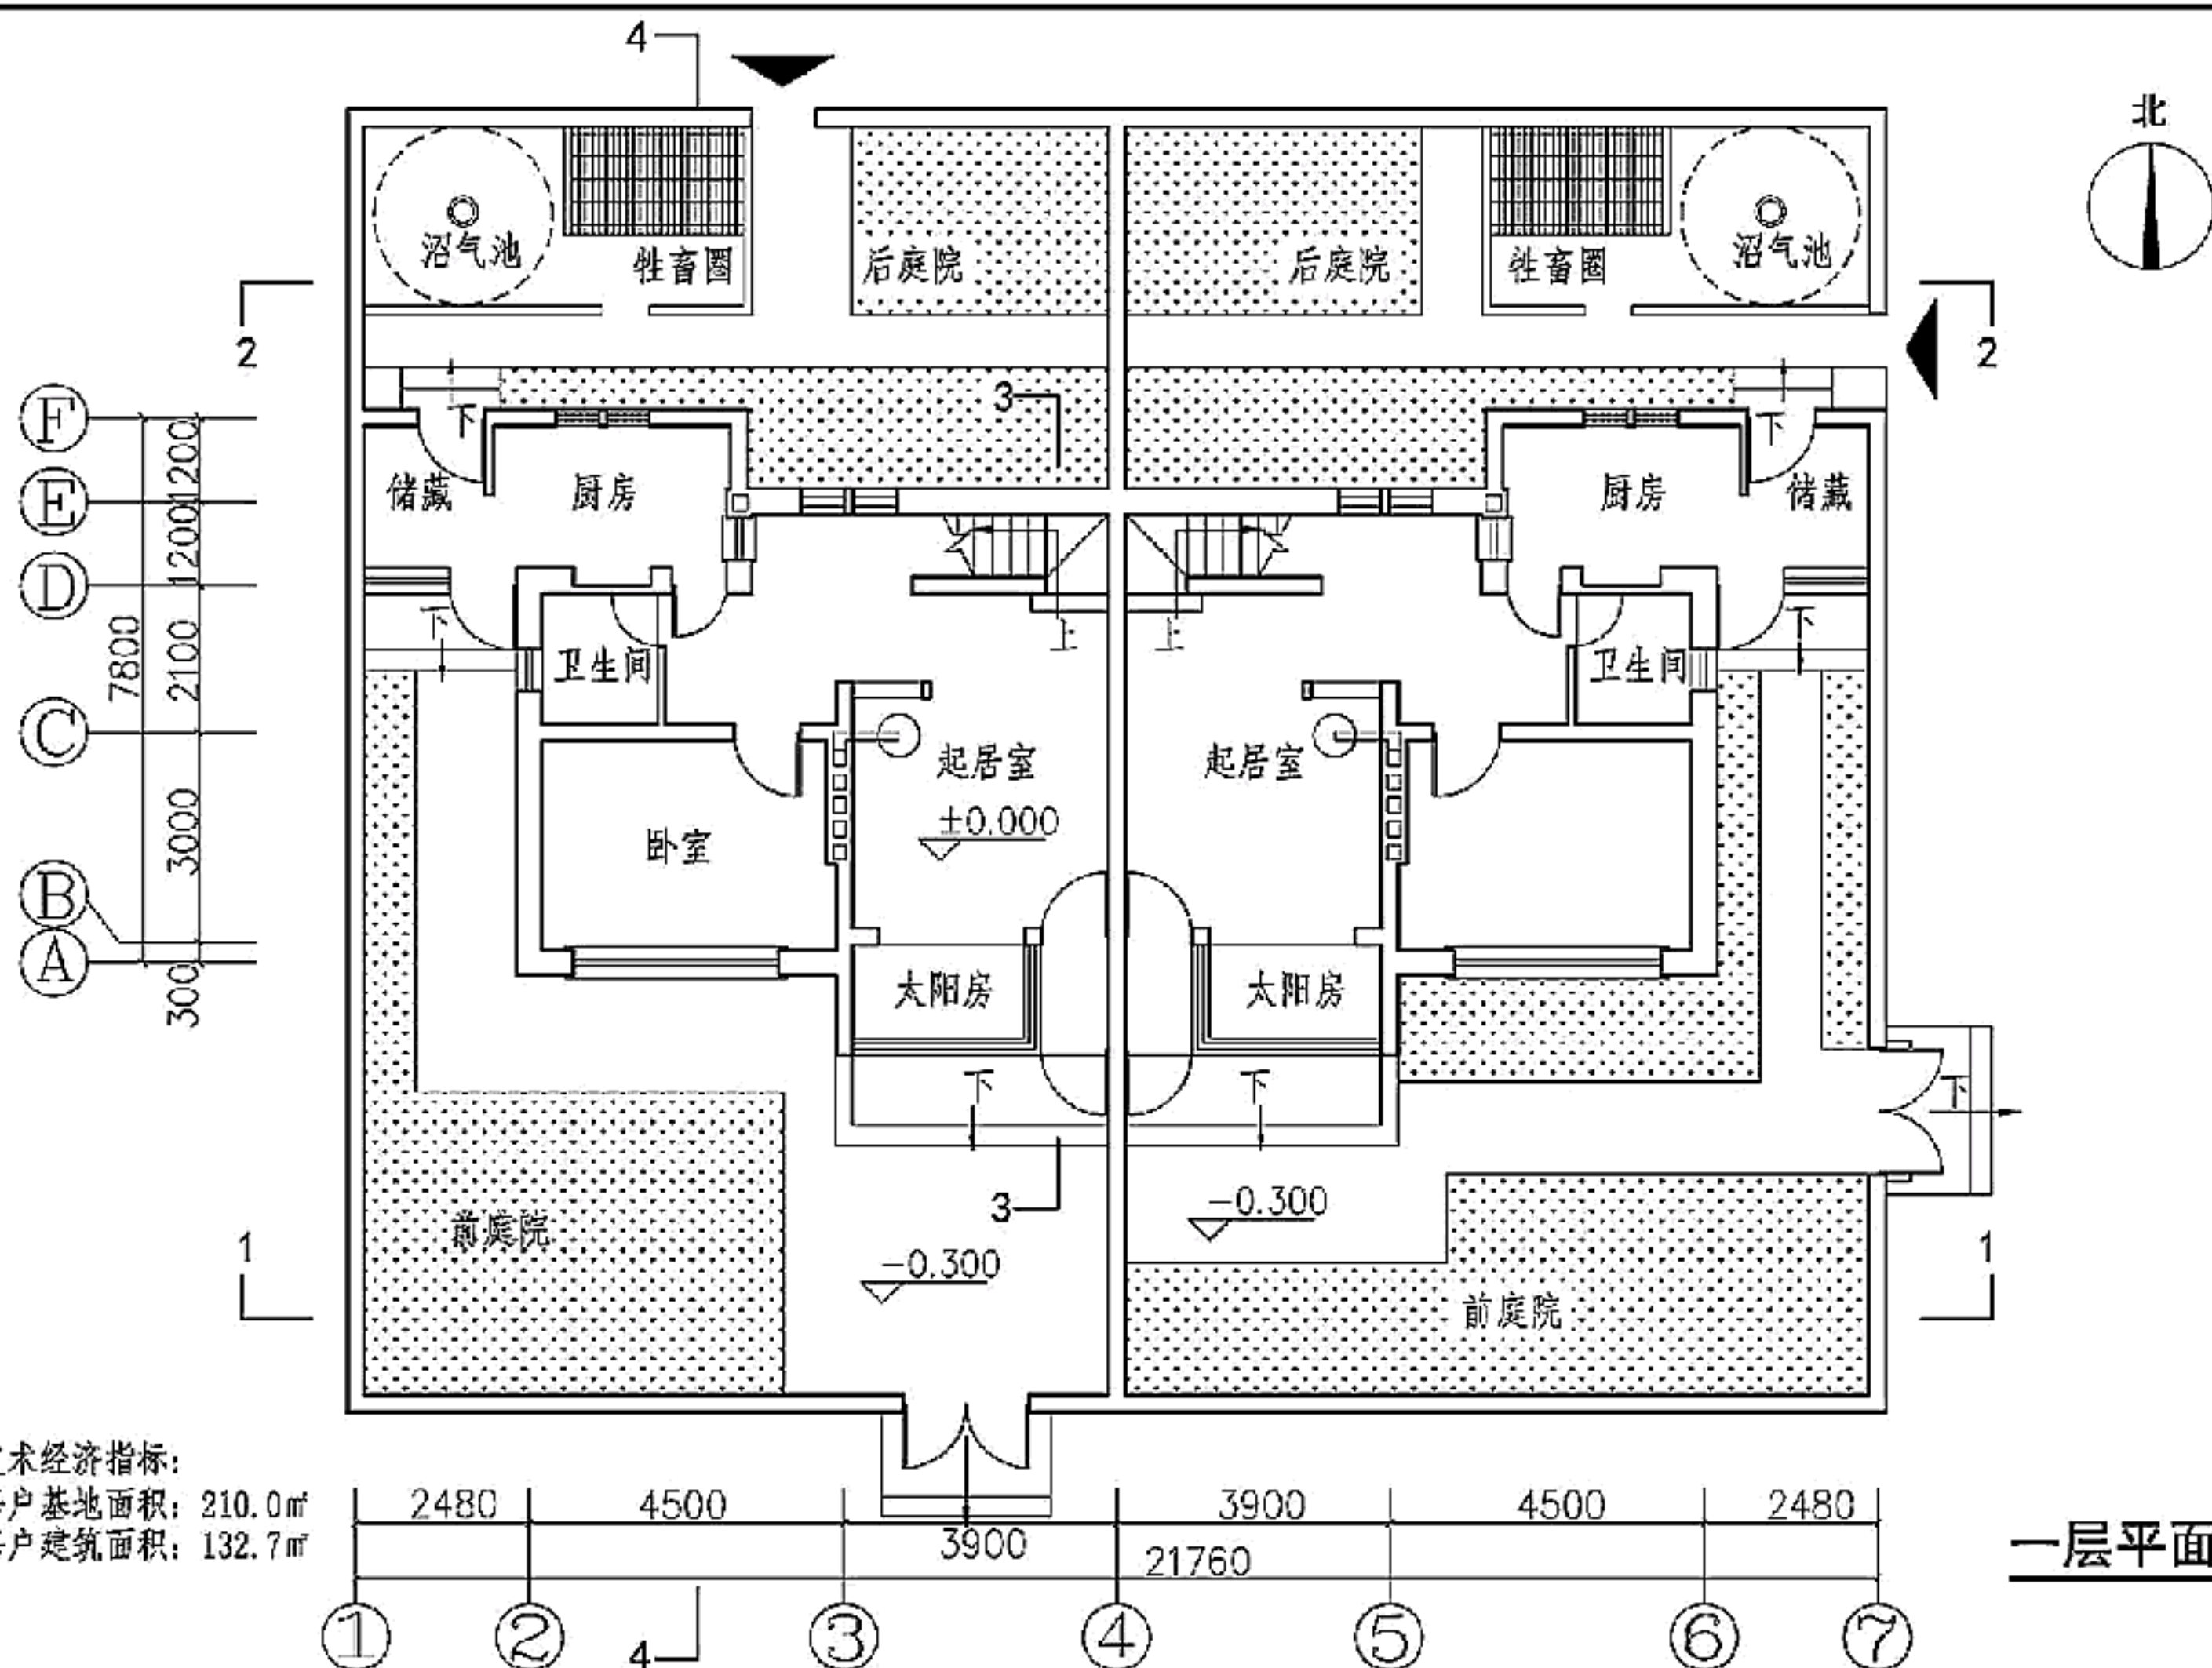 4
北
沼气池 牲畜圈 后庭院 后庭院 牲畜圈 沼气池
2 2
3
F
E
D
C
B
A
1200
1200
2100
3000
300
7800
下 下
储藏 厨房 厨房 储藏
下 上 上 下
卫生间 卫生间
起居室 起居室
±0.000
卧室
太阳房 太阳房
下 下 下
3
-0.300
-0.300
1 1
前庭院 前庭院
术经济指标:
户基地面积: 210.0㎡
户建筑面积: 132.7㎡
2480 4500 3900 3900 4500 2480
21760
一层平面
1 2 3 4 5 6 7
4